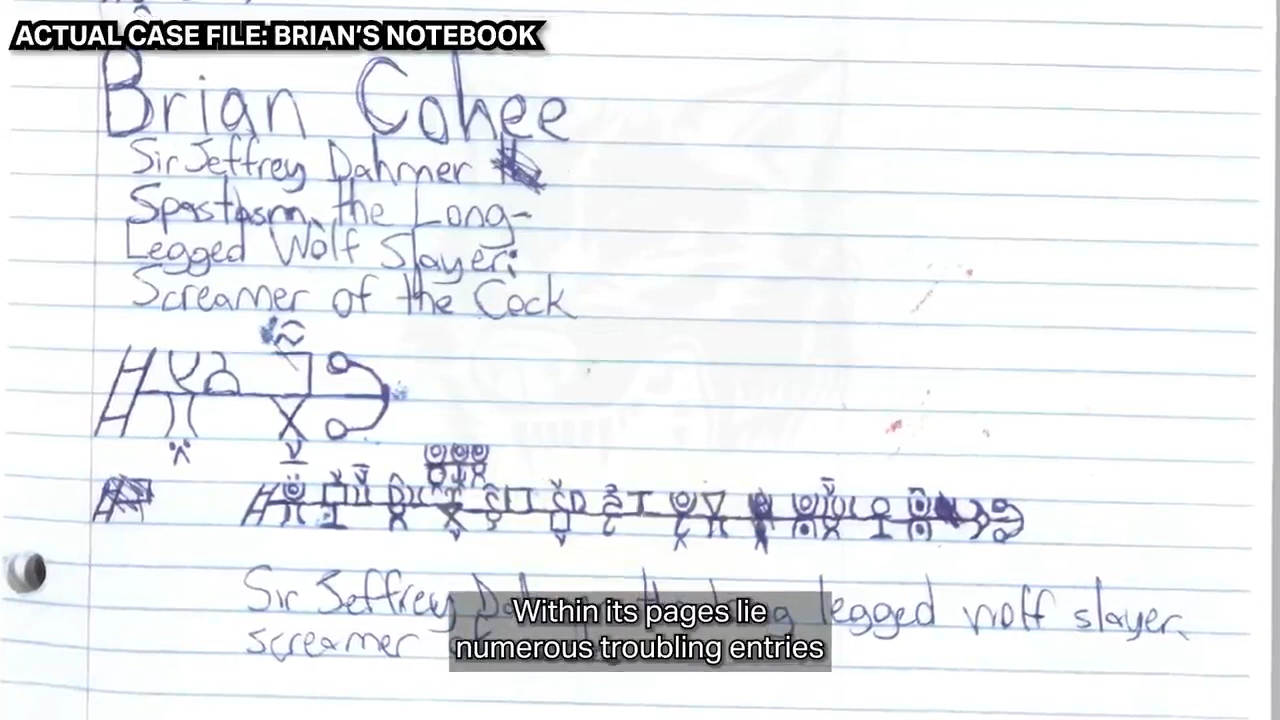 ACTUAL CASE FILE: BRIAN'S NOTEBOOK
Brian Cohee
Sir Jeffrey Dahmer
the Long-
Legged Wolf Slayer:
Screamer of the Cock
Sir Jeffrey legged wolf slayer
screamer
Within its pages lie
numerous troubling entries